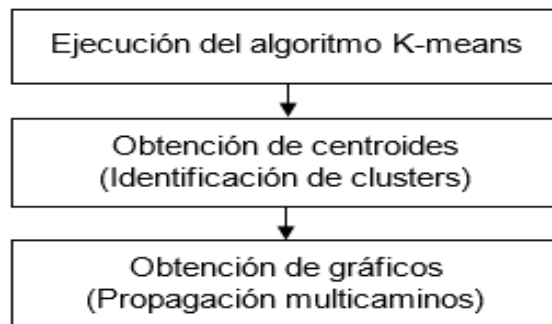 Ejecución del algoritmo K-means
Obtención de centroides
(Identificación de clusters)
Obtención de gráficos
(Propagación multicaminos)